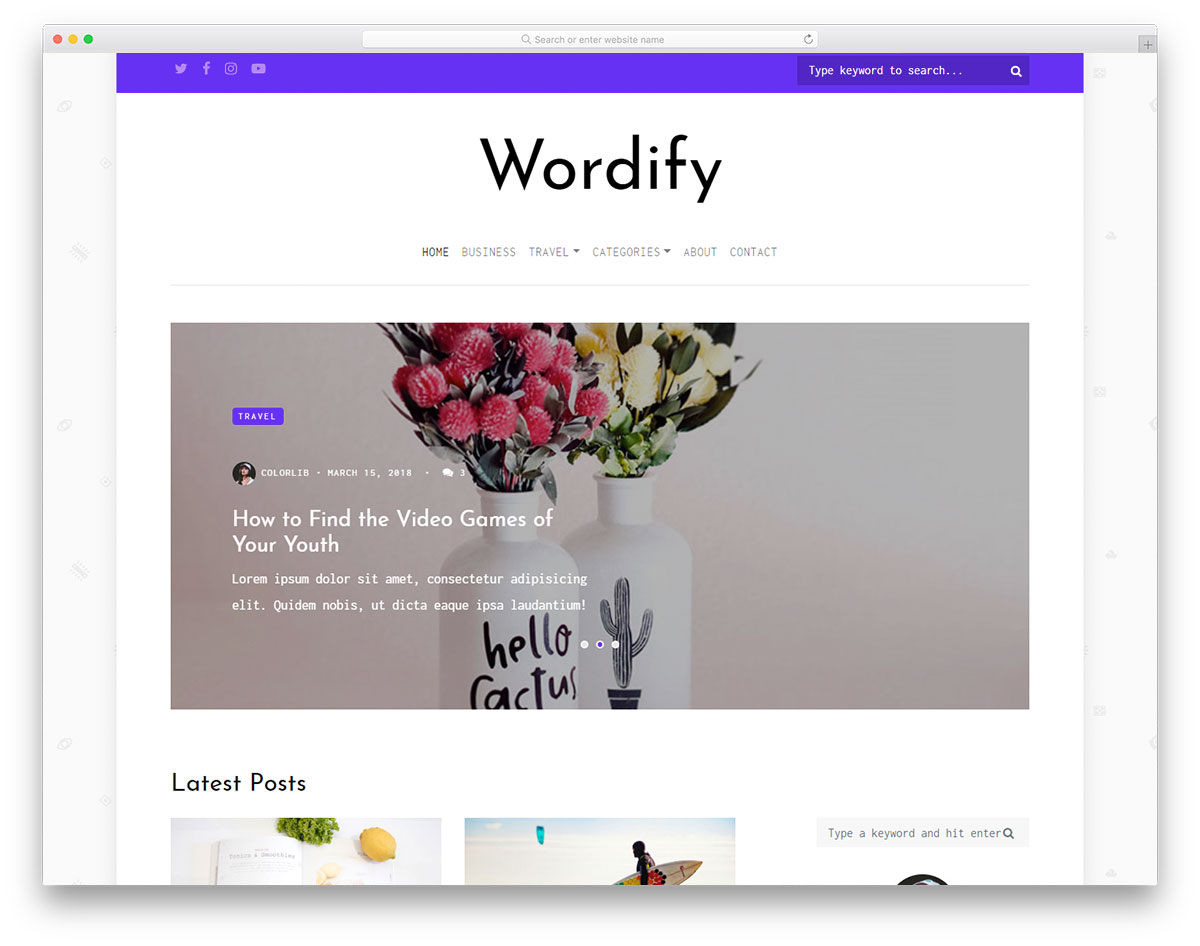 Search or enter website name
Type keyword to search...
Wordify
HOME BUSINESS TRAVEL CATEGORIES ABOUT CONTACT
TRAVEL
COLORLIB • MARCH 15, 2018 • 3
How to Find the Video Games of
Your Youth
Lorem ipsum dolor sit amet, consectetur adipisicing
elit. Quidem nobis, ut dicta eaque ipsa laudantium!
hello
Cactus
Latest Posts
Tonics & Smoothies
Type a keyword and hit enter